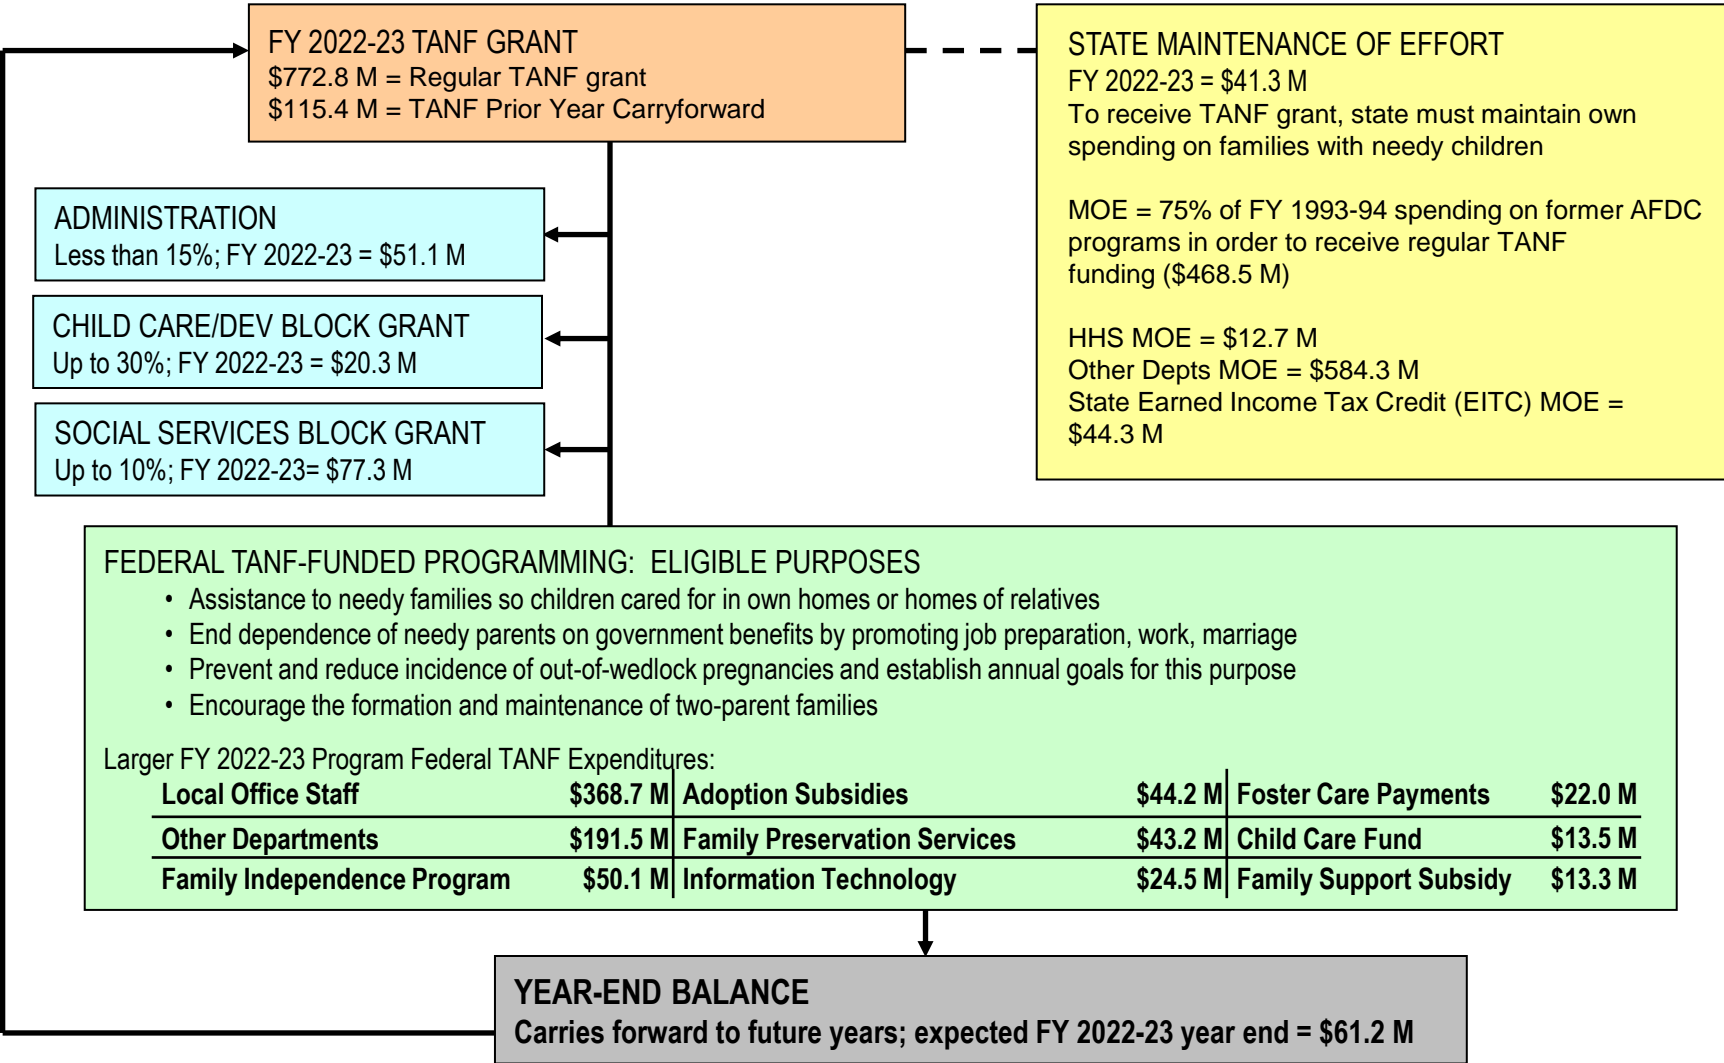 FY 2022-23 TANF GRANT
$772.8 M = Regular TANF grant
$115.4 M = TANF Prior Year Carryforward
STATE MAINTENANCE OF EFFORT
FY 2022-23 = $41.3 M
To receive TANF grant, state must maintain own
spending on families with needy children
MOE = 75% of FY 1993-94 spending on former AFDC
programs in order to receive regular TANF
funding ($468.5 M)
HHS MOE = $12.7 M
Other Depts MOE = $584.3 M
State Earned Income Tax Credit (EITC) MOE =
$44.3 M
ADMINISTRATION
Less than 15%; FY 2022-23 = $51.1 M
CHILD CARE/DEV BLOCK GRANT
Up to 30%; FY 2022-23 = $20.3 M
SOCIAL SERVICES BLOCK GRANT
Up to 10%; FY 2022-23= $77.3 M
FEDERAL TANF-FUNDED PROGRAMMING: ELIGIBLE PURPOSES
• Assistance to needy families so children cared for in own homes or homes of relatives
• End dependence of needy parents on government benefits by promoting job preparation, work, marriage
• Prevent and reduce incidence of out-of-wedlock pregnancies and establish annual goals for this purpose
• Encourage the formation and maintenance of two-parent families
Larger FY 2022-23 Program Federal TANF Expenditures:
Local Office Staff $368.7 M Adoption Subsidies $44.2 M Foster Care Payments $22.0 M
Other Departments $191.5 M Family Preservation Services $43.2 M Child Care Fund $13.5 M
Family Independence Program $50.1 M Information Technology $24.5 M Family Support Subsidy $13.3 M
YEAR-END BALANCE
Carries forward to future years; expected FY 2022-23 year end = $61.2 M